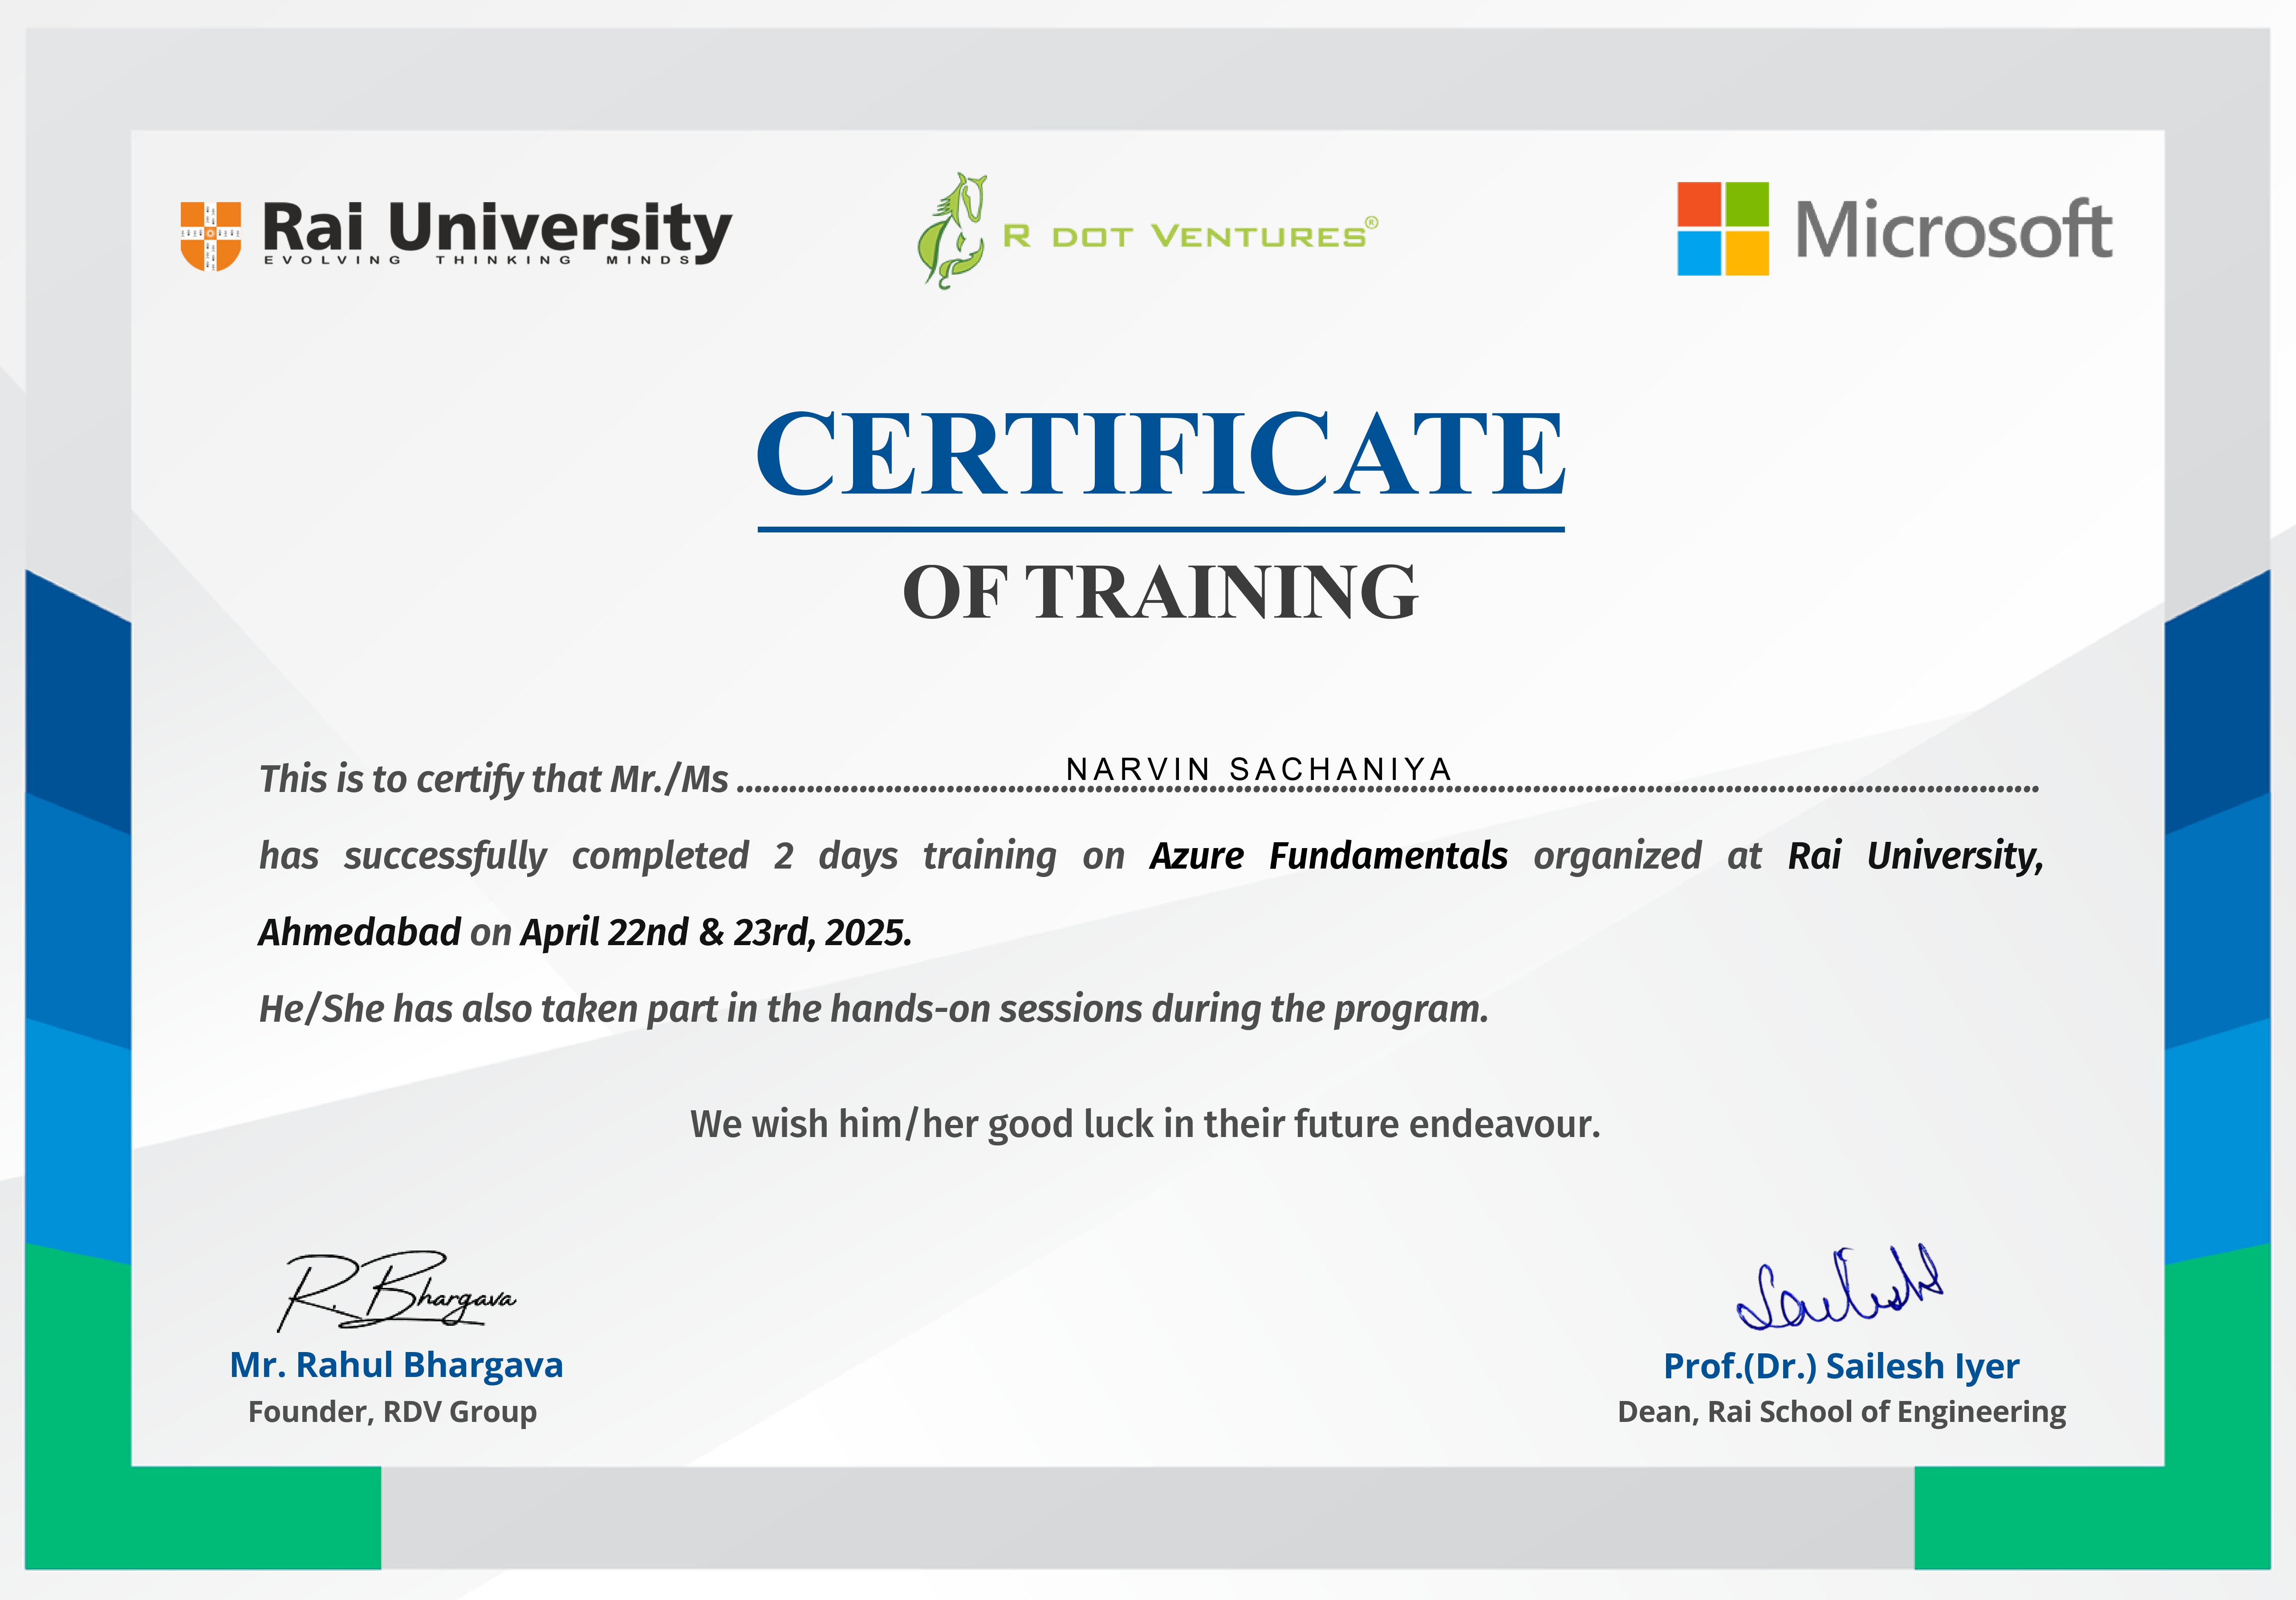 Rai University
EVOLVING THINKING MINDS
R DOT VENTURES®
Microsoft
CERTIFICATE
OF TRAINING
This is to certify that Mr./Ms ........ NARVIN SACHANIYA ........
has successfully completed 2 days training on Azure Fundamentals organized at Rai University,
Ahmedabad on April 22nd & 23rd, 2025.
He/She has also taken part in the hands-on sessions during the program.
We wish him/her good luck in their future endeavour.
R. Bhargava
Mr. Rahul Bhargava
Founder, RDV Group
Sailesh
Prof.(Dr.) Sailesh Iyer
Dean, Rai School of Engineering